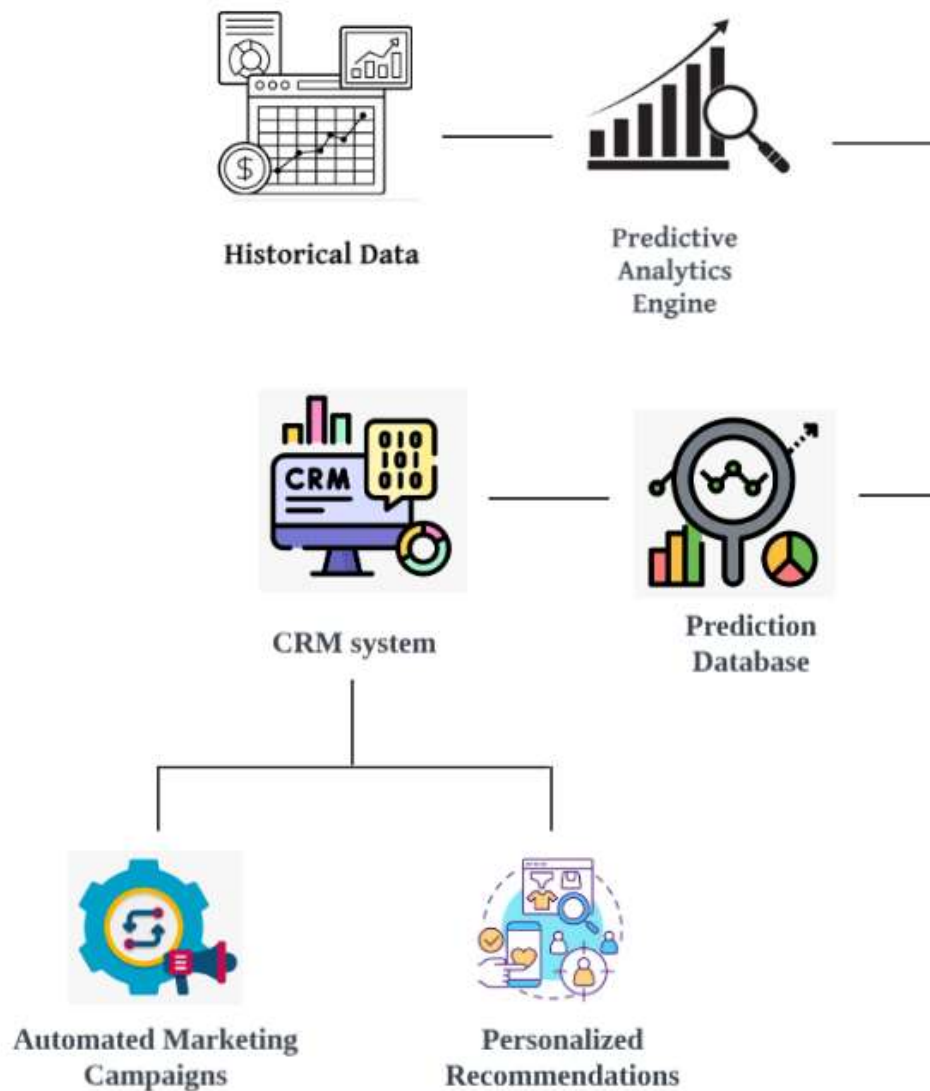 Historical Data
Predictive
Analytics
Engine
CRM
010
101
010
CRM system
Prediction
Database
Automated Marketing
Campaigns
Personalized
Recommendations
$